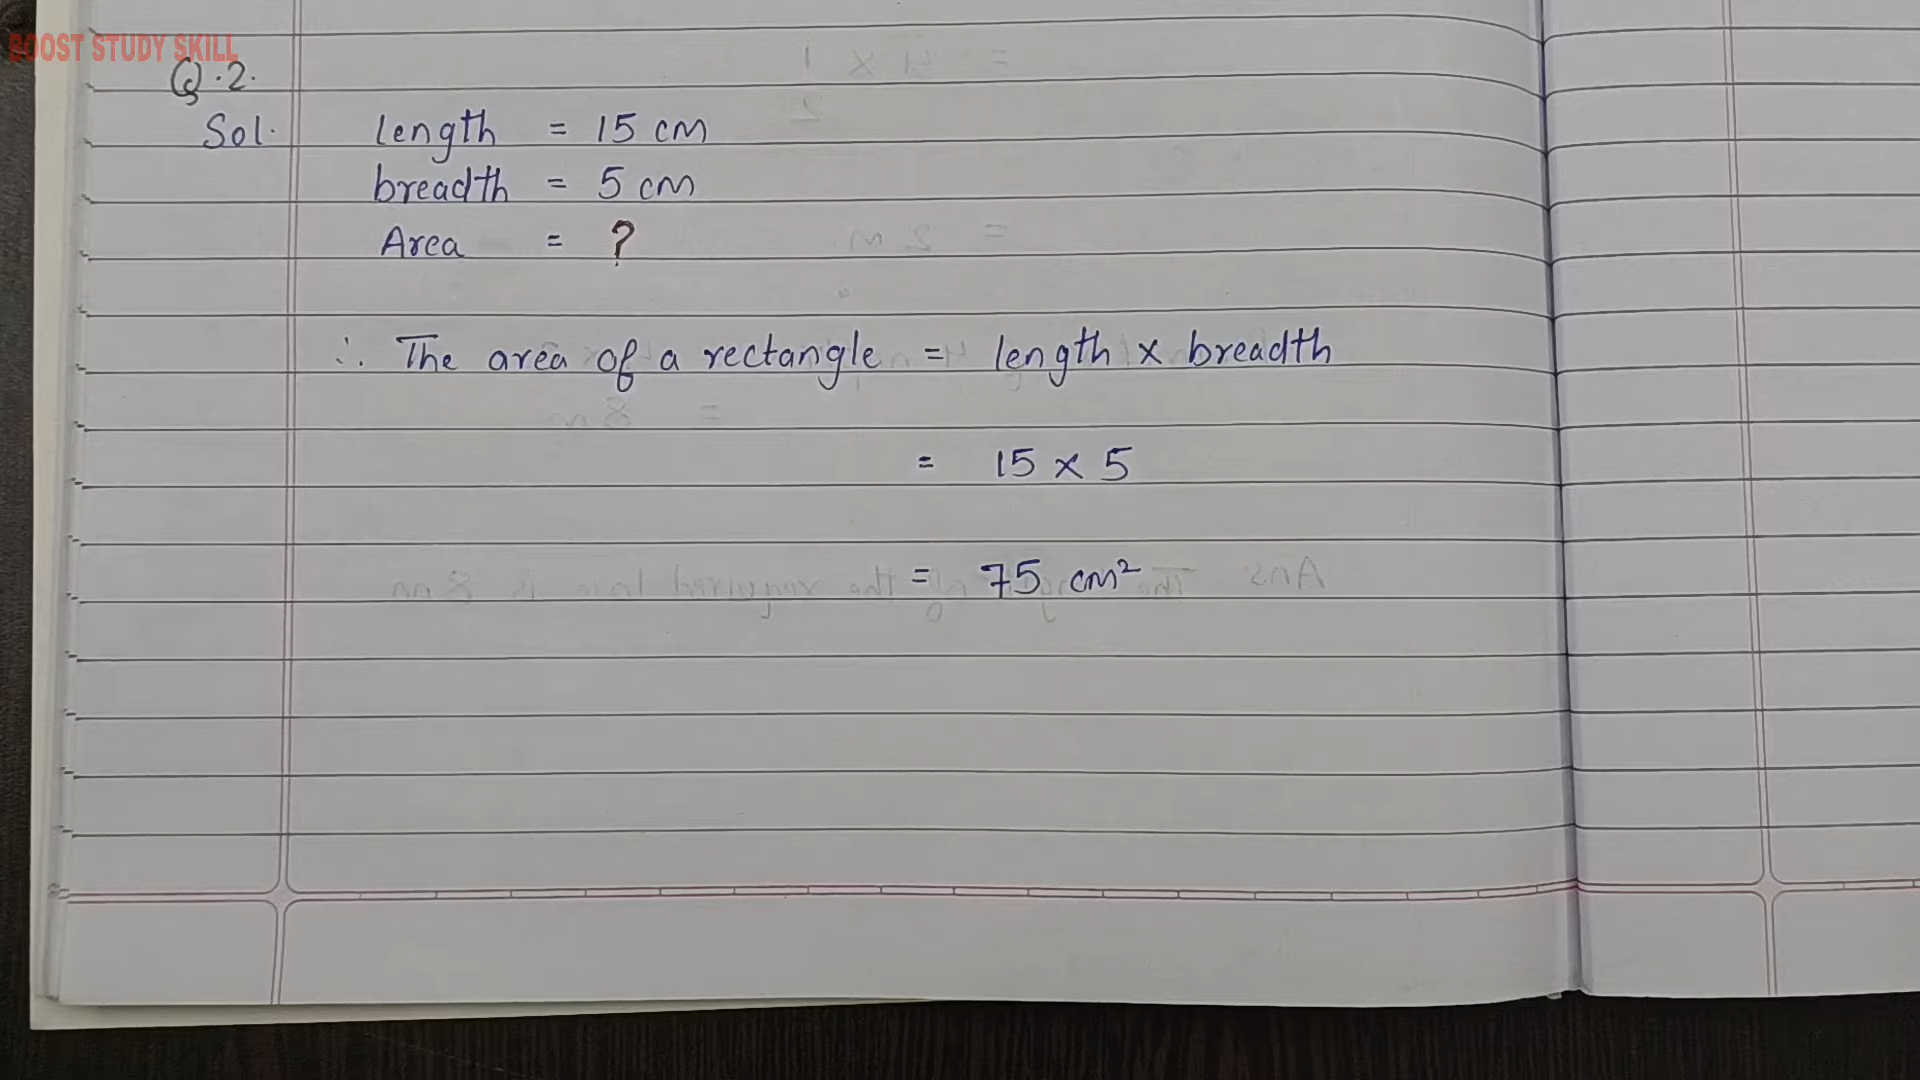 BOOST STUDY SKILL
Q.2.
Sol. length = 15 cm
breadth = 5 cm
Area = ?
∴ The area of a rectangle = length x breadth
= 15 x 5
= 75 cm²